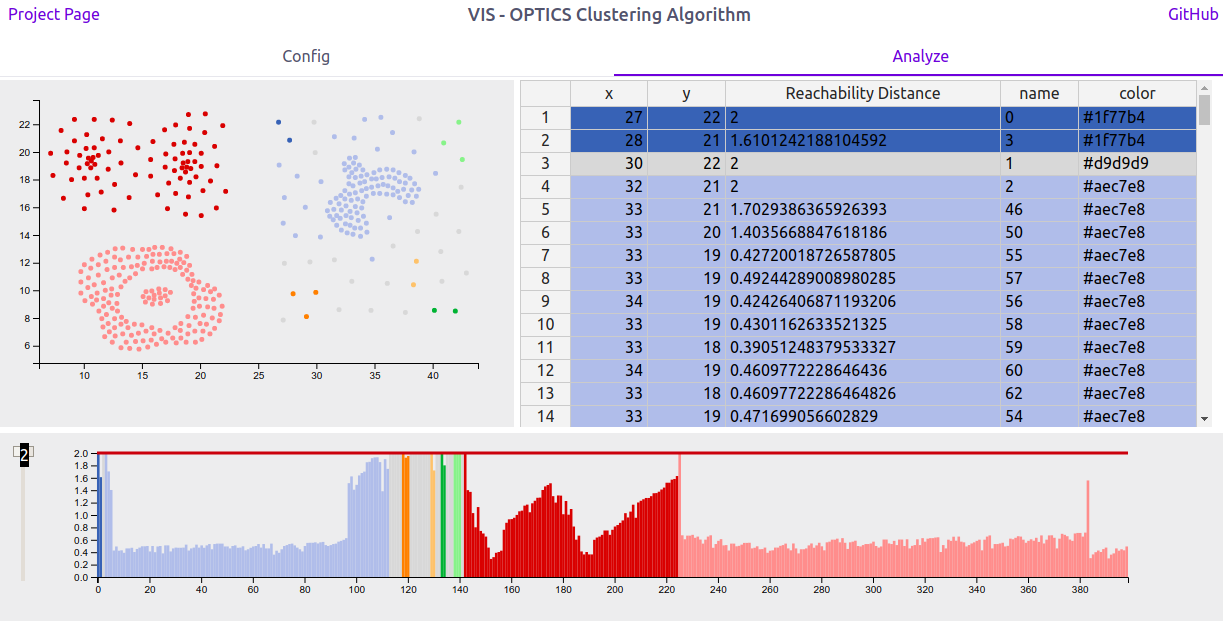 Project Page VIS - OPTICS Clustering Algorithm GitHub
Config Analyze
22
20
18
16
14
12
10
8
6
10 15 20 25 30 35 40
x y Reachability Distance name color
1 27 22 2 0 #1f77b4
2 28 21 1.6101242188104592 3 #1f77b4
3 30 22 2 1 #d9d9d9
4 32 21 2 2 #aec7e8
5 33 21 1.7029386365926393 46 #aec7e8
6 33 20 1.4035668847618186 50 #aec7e8
7 33 19 0.42720018726587805 55 #aec7e8
8 33 19 0.49244289008980285 57 #aec7e8
9 34 19 0.42426406871193206 56 #aec7e8
10 33 19 0.4301162633521325 58 #aec7e8
11 33 18 0.39051248379533327 59 #aec7e8
12 34 19 0.4609772228646436 60 #aec7e8
13 33 18 0.46097722286464826 62 #aec7e8
14 33 19 0.471699056602829 54 #aec7e8
2
2.0
1.8
1.6
1.4
1.2
1.0
0.8
0.6
0.4
0.2
0.0
0 20 40 60 80 100 120 140 160 180 200 220 240 260 280 300 320 340 360 380